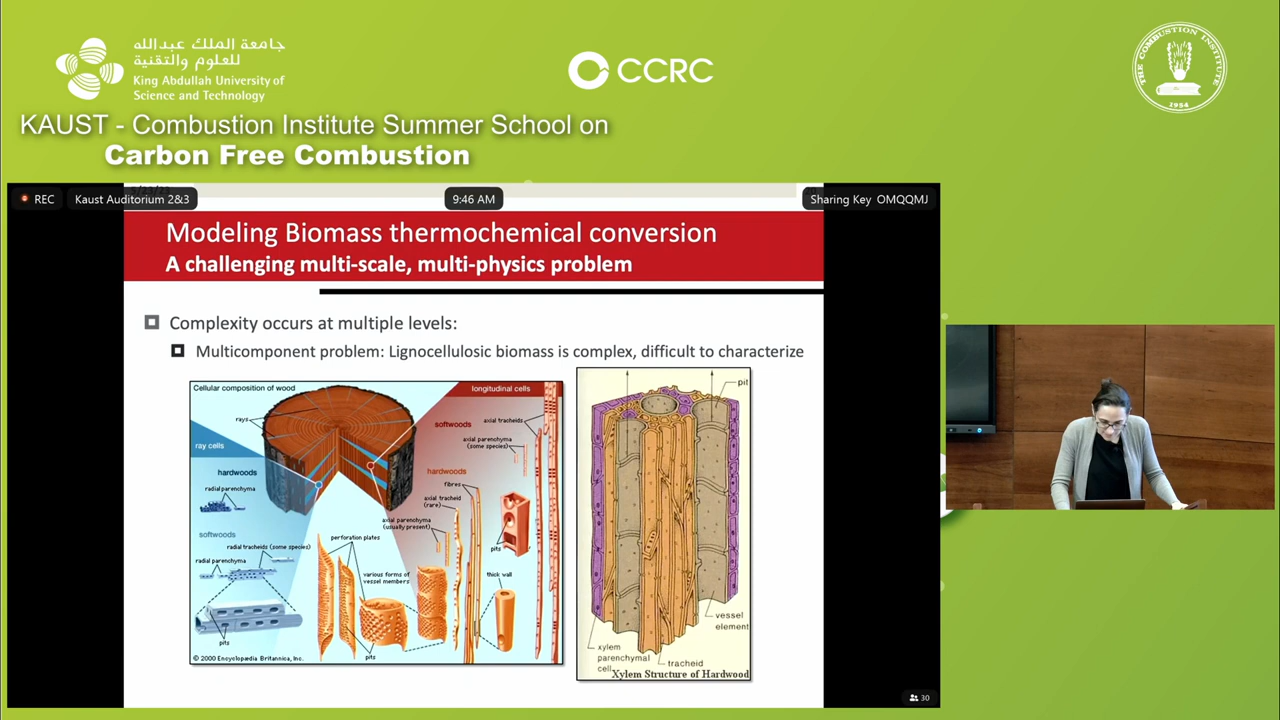 جامعة الملك عبدالله
للعلوم والتقنية
King Abdullah University of
Science and Technology
CCRC
THE COMBUSTION INSTITUTE
1954
KAUST - Combustion Institute Summer School on
Carbon Free Combustion
REC
Kaust Auditorium 2&3
9:46 AM
Sharing Key OMQQMJ
Modeling Biomass thermochemical conversion
A challenging multi-scale, multi-physics problem
Complexity occurs at multiple levels:
Multicomponent problem: Lignocellulosic biomass is complex, difficult to characterize
Cellular composition of wood
longitudinal cells
rays
ray cells
hardwoods
radial parenchyma
softwoods
radial tracheids (some species)
radial parenchyma
pits
softwoods
axial tracheids
axial parenchyma
(some species)
hardwoods
fibres
axial tracheid
(rare)
axial parenchyma
(usually present)
pits
perforation plates
various forms of
vessel members
thick wall
pits
© 2000 Encyclopædia Britannica, Inc.
pit
vessel
element
xylem
parenchymal
cell
tracheid
Xylem Structure of Hardwood
30